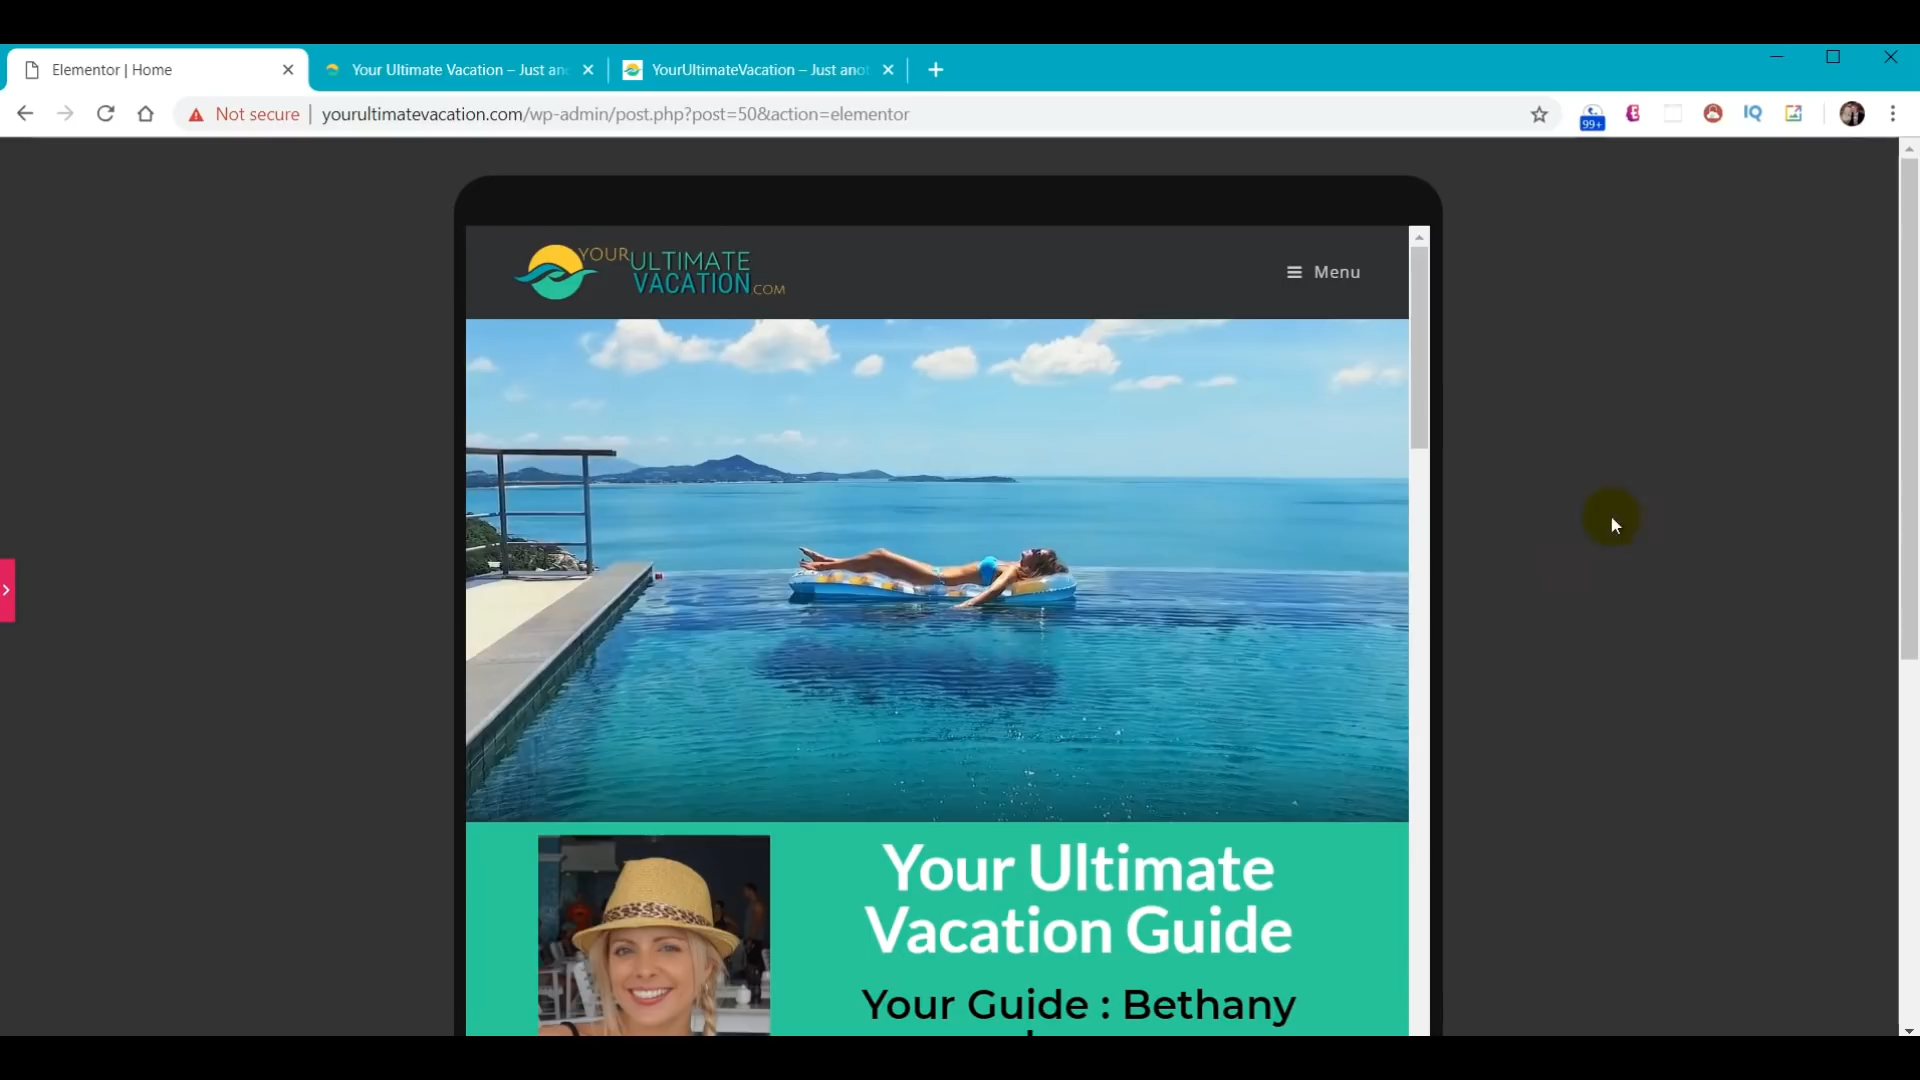 Elementor | Home
Your Ultimate Vacation – Just an
YourUltimateVacation – Just anot
Not secure
yourultimatevacation.com/wp-admin/post.php?post=50&action=elementor
99+
IQ
YOUR ULTIMATE
VACATION.COM
Menu
Your Ultimate
Vacation Guide
Your Guide : Bethany